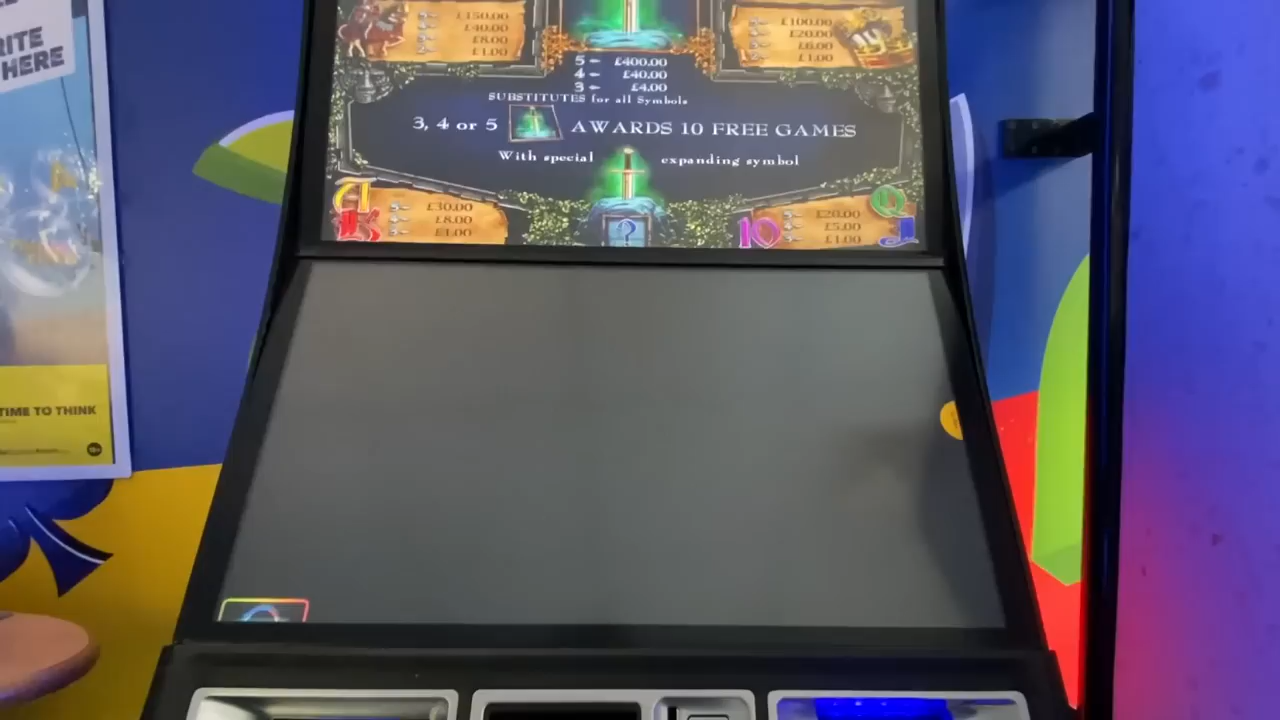 RITE
HERE
£150.00
£40.00
£8.00
£1.00
£100.00
£20.00
£6.00
£1.00
5 - £400.00
4 - £40.00
3 - £4.00
SUBSTITUTES for all Symbols
3, 4 or 5 AWARDS 10 FREE GAMES
With special expanding symbol
A
K
£30.00
£8.00
£1.00
?
10
£20.00
£5.00
£1.00
Q
J
TIME TO THINK